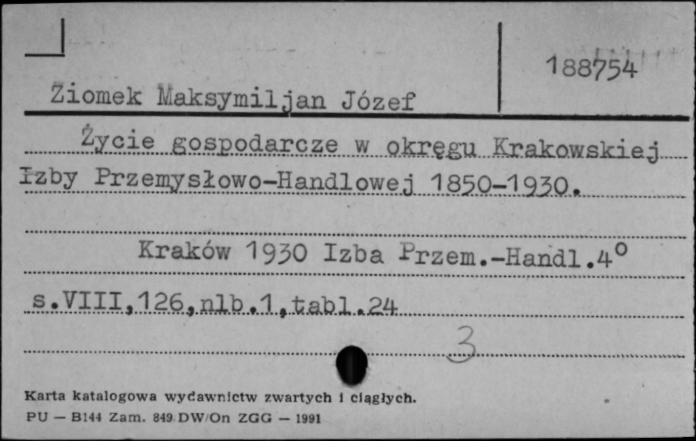 188754
Ziomek Maksymiljan Józef
Życie gospodarcze w okręgu Krakowskiej
Izby Przemysłowo-Handlowej 1850-1930.
Kraków 1930 Izba Przem.-Handl.4°
s.VIII,126,nlb.1,tabl.24
3
Karta katalogowa wydawnictw zwartych i ciągłych.
PU — B144 Zam. 849 DW/On ZGG — 1991